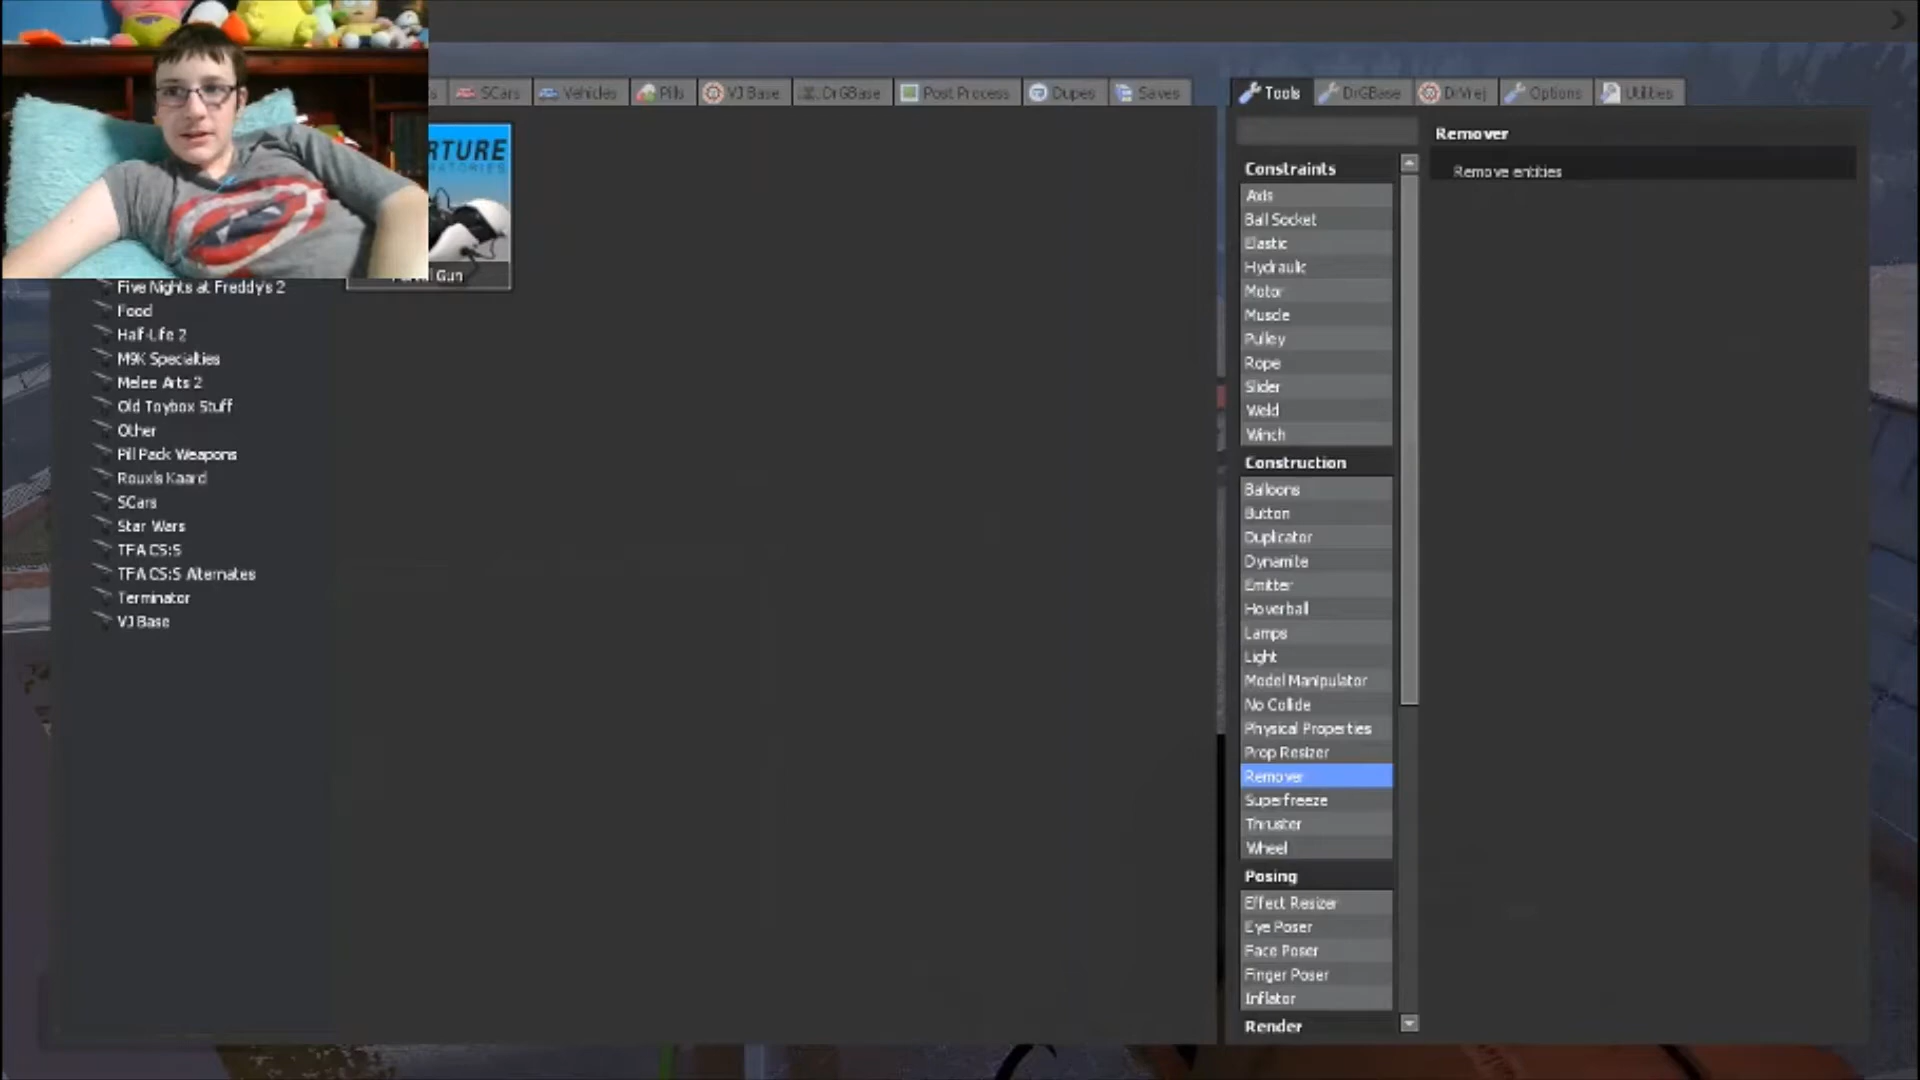 SCars Vehicles Pills VJ Base DrGBase Post Process Dupes Saves
Tools DrGBase DrVrej Options Utilities
RTURE
Gun
Five Nights at Freddy's 2
Food
Half-Life 2
M9K Specialties
Melee Arts 2
Old Toybox Stuff
Other
Pill Pack Weapons
Rouxls Kaard
SCars
Star Wars
TFA CS:S
TFA CS:S Alternates
Terminator
VJ Base
Constraints
Axis
Ball Socket
Elastic
Hydraulic
Motor
Muscle
Pulley
Rope
Slider
Weld
Winch
Construction
Balloons
Button
Duplicator
Dynamite
Emitter
Hoverball
Lamps
Light
Model Manipulator
No Collide
Physical Properties
Prop Resizer
Remover
Superfreeze
Thruster
Wheel
Posing
Effect Resizer
Eye Poser
Face Poser
Finger Poser
Inflator
Render
Remover
Remove entities